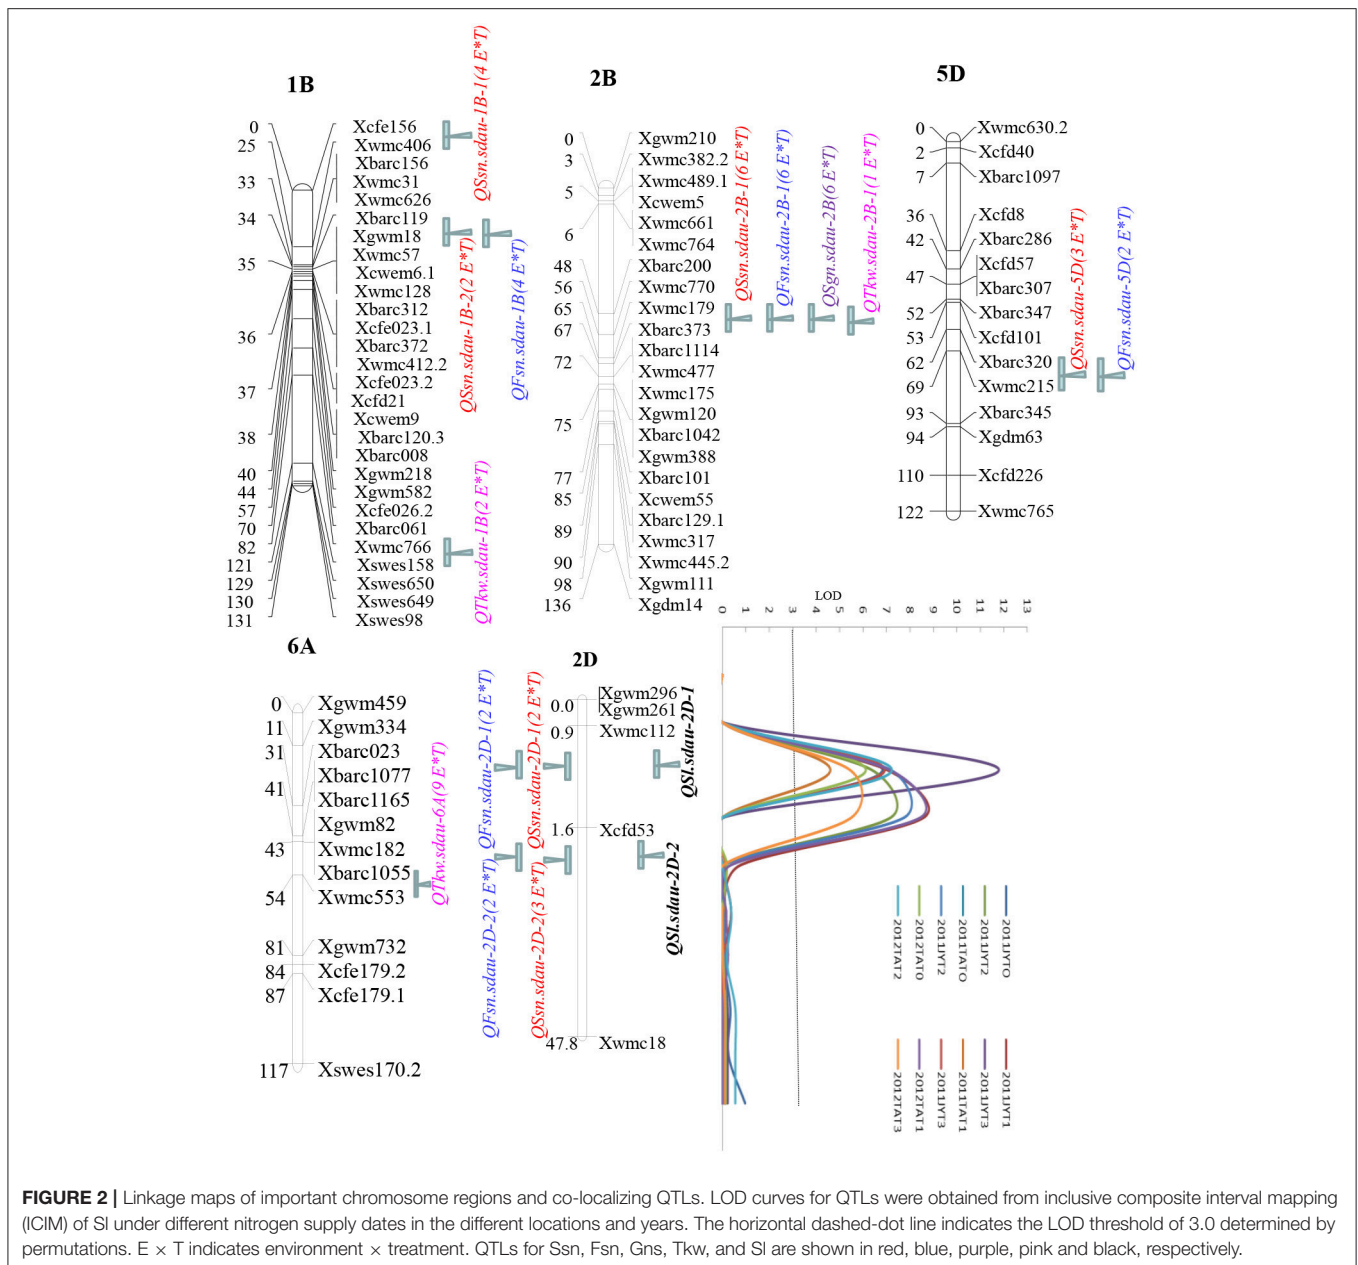 1B
0
25
33
34
35
36
37
38
40
44
57
70
82
121
129
130
131
Xcfe156
Xwmc406
Xbarc156
Xwmc31
Xwmc626
Xbarc119
Xgwm18
Xwmc57
Xcwem6.1
Xwmc128
Xbarc312
Xcfe023.1
Xbarc372
Xwmc412.2
Xcfe023.2
Xcfd21
Xcwem9
Xbarc120.3
Xbarc008
Xgwm218
Xgwm582
Xcfe026.2
Xbarc061
Xwmc766
Xswes158
Xswes650
Xswes649
Xswes98
QSsn.sdau-1B-1(4 E*T)
QSsn.sdau-1B-2(2 E*T)
QFsn.sdau-1B(4 E*T)
QTkw.sdau-1B(2 E*T)
2B
0
3
5
6
48
56
65
67
72
75
77
85
89
90
98
136
Xgwm210
Xwmc382.2
Xwmc489.1
Xcwem5
Xwmc661
Xwmc764
Xbarc200
Xwmc770
Xwmc179
Xbarc373
Xbarc1114
Xwmc477
Xwmc175
Xgwm120
Xbarc1042
Xgwm388
Xbarc101
Xcwem55
Xbarc129.1
Xwmc317
Xwmc445.2
Xgwm111
Xgdm14
QSsn.sdau-2B-1(6 E*T)
QFsn.sdau-2B-1(6 E*T)
QSgn.sdau-2B(6 E*T)
QTkw.sdau-2B-1(1 E*T)
5D
0
2
7
36
42
47
52
53
62
69
93
94
110
122
Xwmc630.2
Xcfd40
Xbarc1097
Xcfd8
Xbarc286
Xcfd57
Xbarc307
Xbarc347
Xcfd101
Xbarc320
Xwmc215
Xbarc345
Xgdm63
Xcfd226
Xwmc765
QSsn.sdau-5D(3 E*T)
QFsn.sdau-5D(2 E*T)
6A
0
11
31
41
43
54
81
84
87
117
Xgwm459
Xgwm334
Xbarc023
Xbarc1077
Xbarc1165
Xgwm82
Xwmc182
Xbarc1055
Xwmc553
Xgwm732
Xcfe179.2
Xcfe179.1
Xswes170.2
QTkw.sdau-6A(9 E*T)
2D
0.0
0.9
1.6
47.8
Xgwm296
Xgwm261
Xwmc112
Xcfd53
Xwmc18
QFsn.sdau-2D-1(2 E*T)
QSsn.sdau-2D-1(2 E*T)
QFsn.sdau-2D-2(2 E*T)
QSsn.sdau-2D-2(3 E*T)
QSl.sdau-2D-1
QSl.sdau-2D-2
LOD
0 1 2 3 4 5 6 7 8 9 10 11 12 13
2012TAT2
2012TAT0
2011JYT2
2011TAT0
2011JYT2
2011JYT0
2012TAT3
2012TAT1
2011JYT3
2011TAT1
2011JYT3
2011JYT1
FIGURE 2 | Linkage maps of important chromosome regions and co-localizing QTLs. LOD curves for QTLs were obtained from inclusive composite interval mapping
(ICIM) of Sl under different nitrogen supply dates in the different locations and years. The horizontal dashed-dot line indicates the LOD threshold of 3.0 determined by
permutations. E × T indicates environment × treatment. QTLs for Ssn, Fsn, Gns, Tkw, and Sl are shown in red, blue, purple, pink and black, respectively.